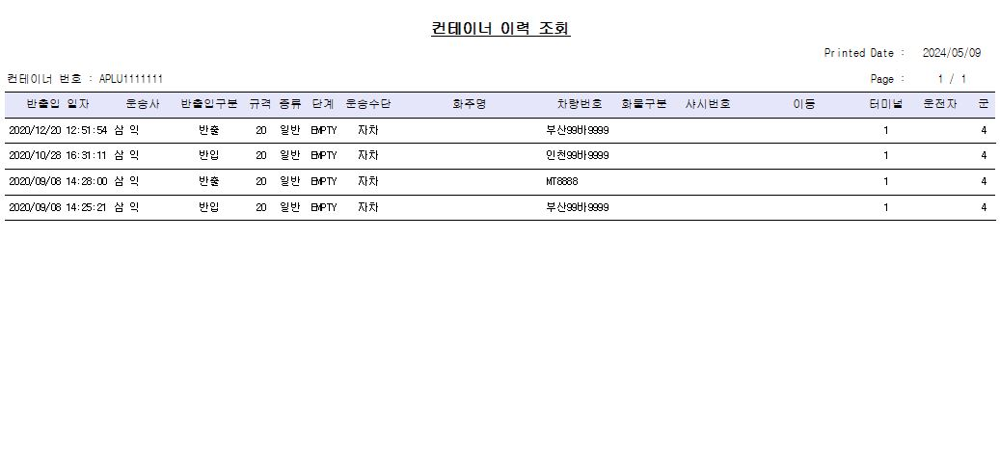 컨테이너 이력 조회
Printed Date : 2024/05/09
컨테이너 번호 : APLU1111111 Page : 1 / 1
반출입 일자 운송사 반출입구분 규격 종류 단계 운송수단 화주명 차량번호 화물구분 샤시번호 이동 터미널 운전자 군
2020/12/20 12:51:54 삼 익 반출 20 일반 EMPTY 자차 부산99바9999 1 4
2020/10/28 16:31:11 삼 익 반입 20 일반 EMPTY 자차 인천99바9999 1 4
2020/09/08 14:28:00 삼 익 반출 20 일반 EMPTY 자차 MT8888 1 4
2020/09/08 14:25:21 삼 익 반입 20 일반 EMPTY 자차 부산99바9999 1 4